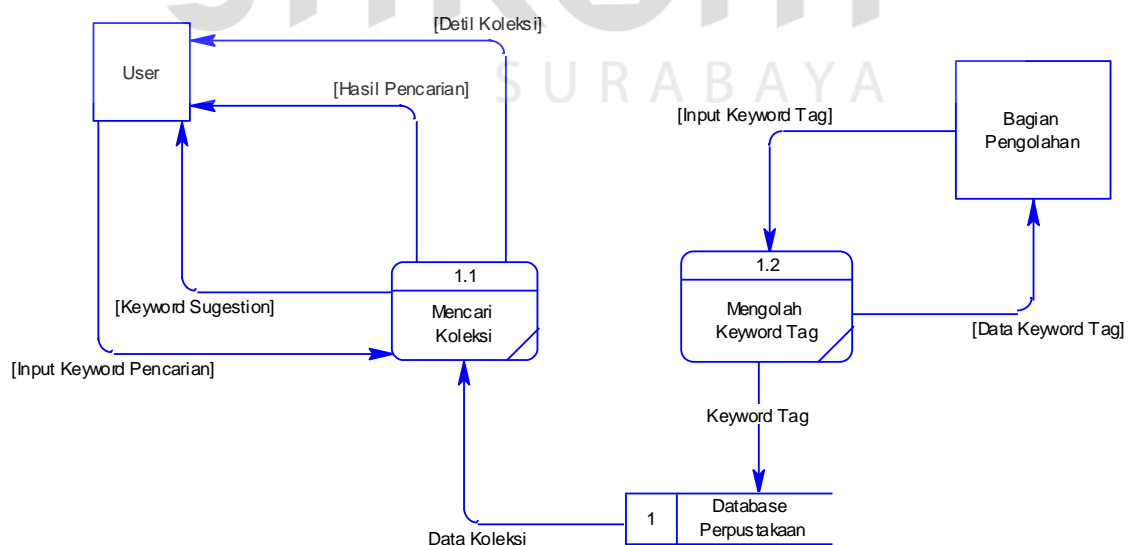 SURABAYA
[Detil Koleksi]
User
[Hasil Pencarian]
[Input Keyword Tag]
Bagian
Pengolahan
1.1
Mencari
Koleksi
1.2
Mengolah
Keyword Tag
[Keyword Sugestion]
[Data Keyword Tag]
[Input Keyword Pencarian]
Keyword Tag
1
Database
Perpustakaan
Data Koleksi